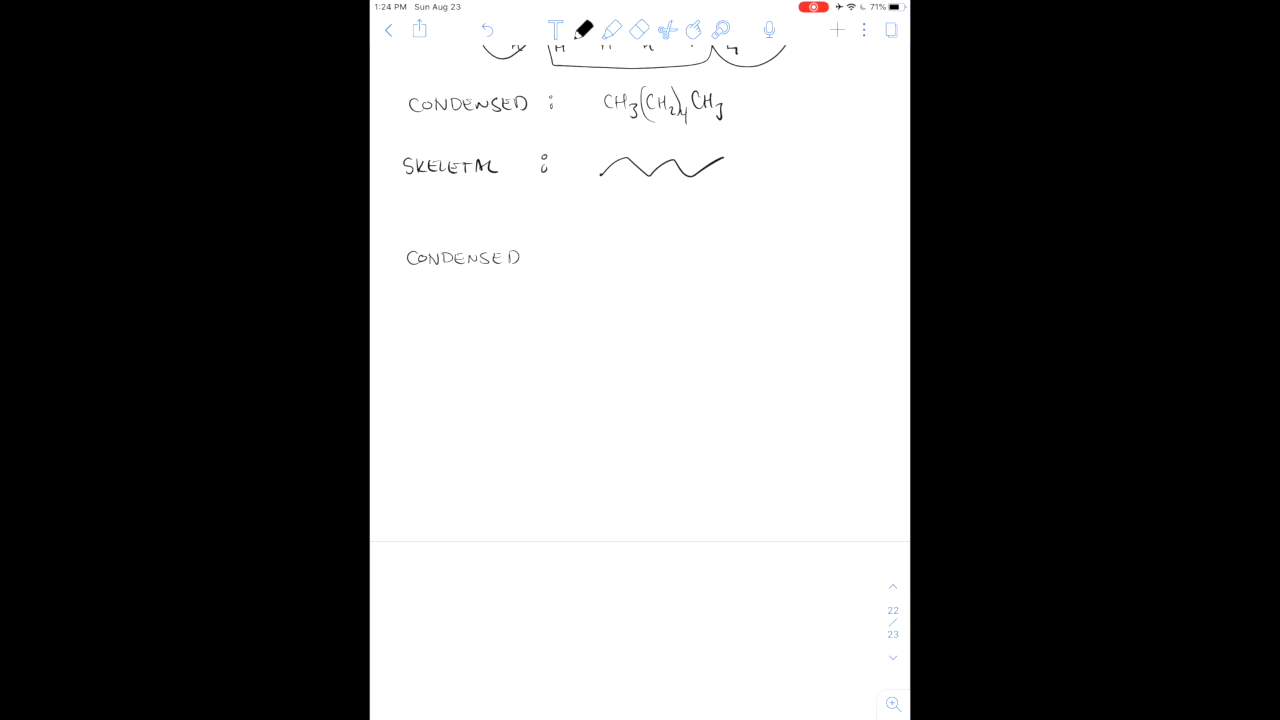 1:24 PM Sun Aug 23 71%
T
CONDENSED : CH3(CH2)4CH3
SKELETAL :
CONDENSED
22
/
23